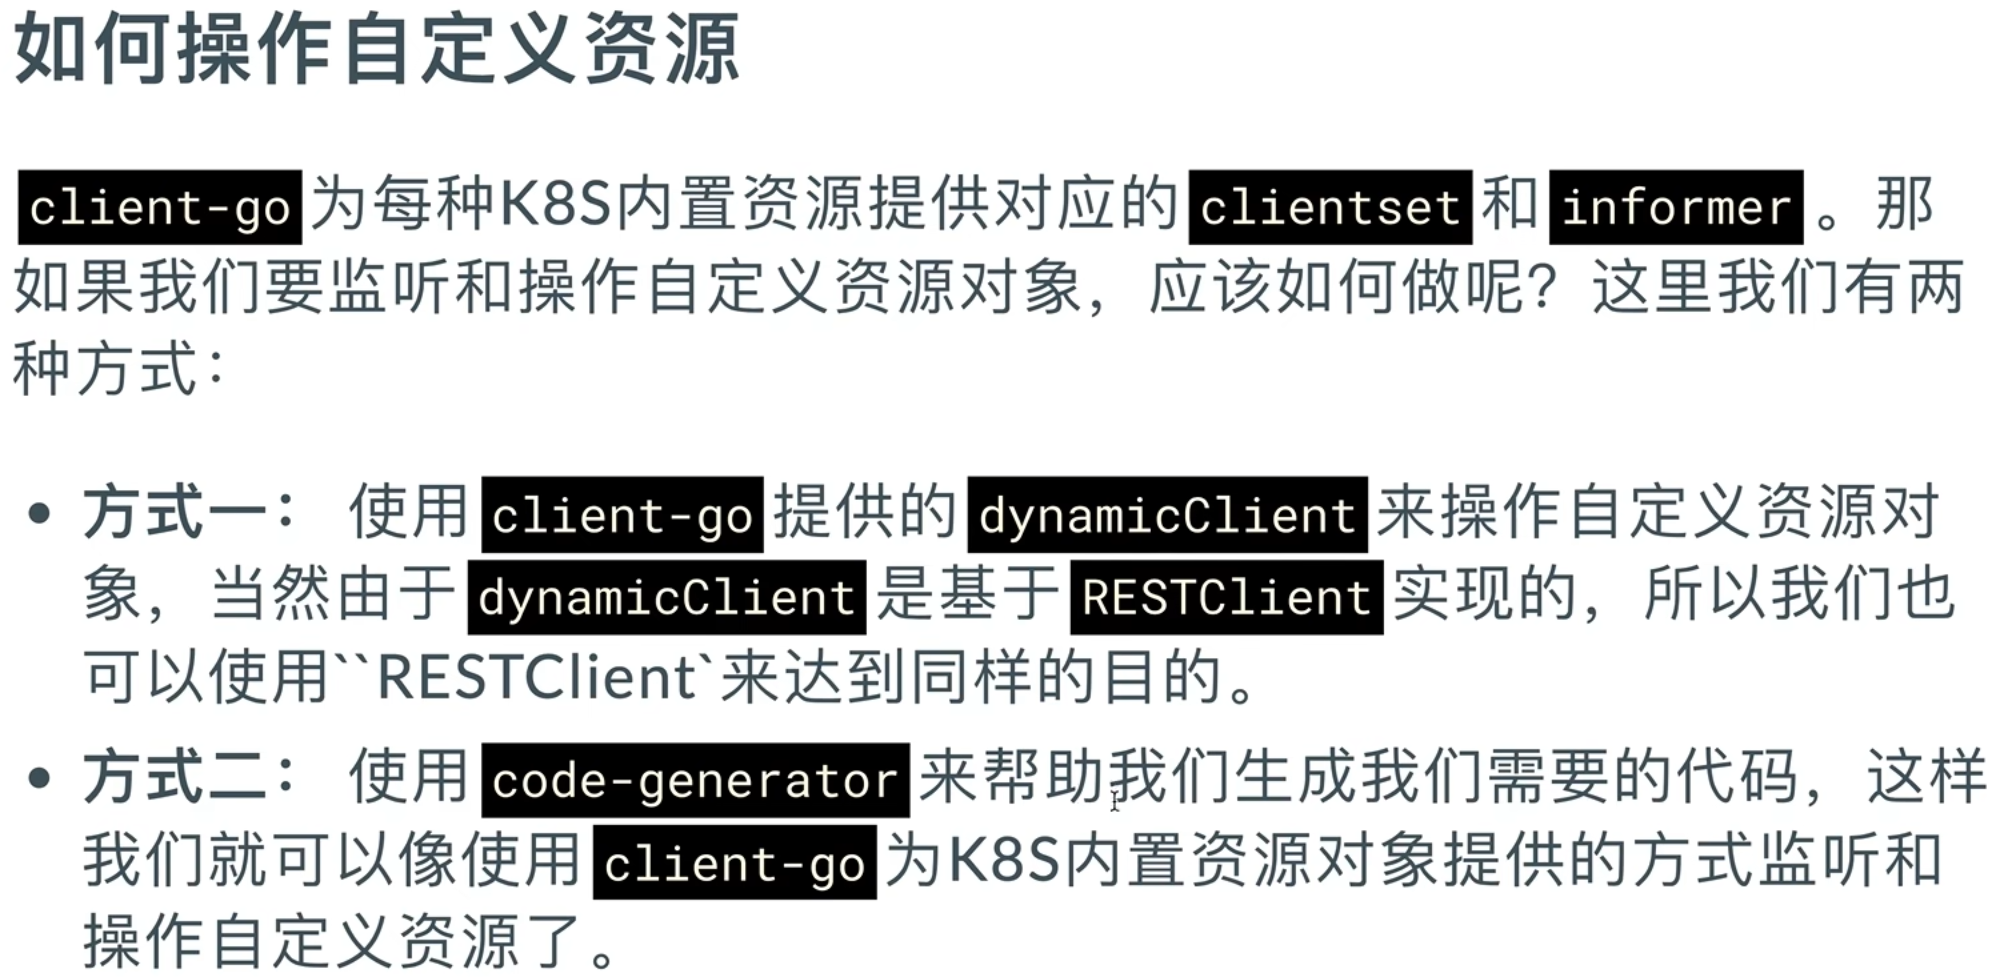 如何操作自定义资源
client-go为每种K8S内置资源提供对应的clientset和informer。那
如果我们要监听和操作自定义资源对象，应该如何做呢？这里我们有两
种方式：
• 方式一： 使用client-go提供的dynamicClient来操作自定义资源对
象，当然由于dynamicClient是基于RESTClient实现的，所以我们也
可以使用``RESTClient`来达到同样的目的。
• 方式二： 使用code-generator来帮助我们生成我们需要的代码，这样
我们就可以像使用client-go为K8S内置资源对象提供的方式监听和
操作自定义资源了。